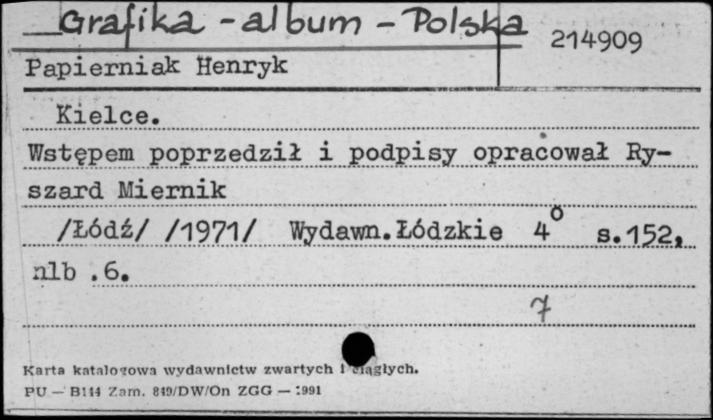 Grafika - album - Polska
214909
Papierniak Henryk
Kielce.
Wstępem poprzedził i podpisy opracował Ry-
szard Miernik
/Łódź/ /1971/ Wydawn.Łódzkie 4° s.152,
nlb .6.
7
Karta katalogowa wydawnictw zwartych i ciągłych.
PU — B144 Zam. 849/DW/On ZGG — 1991